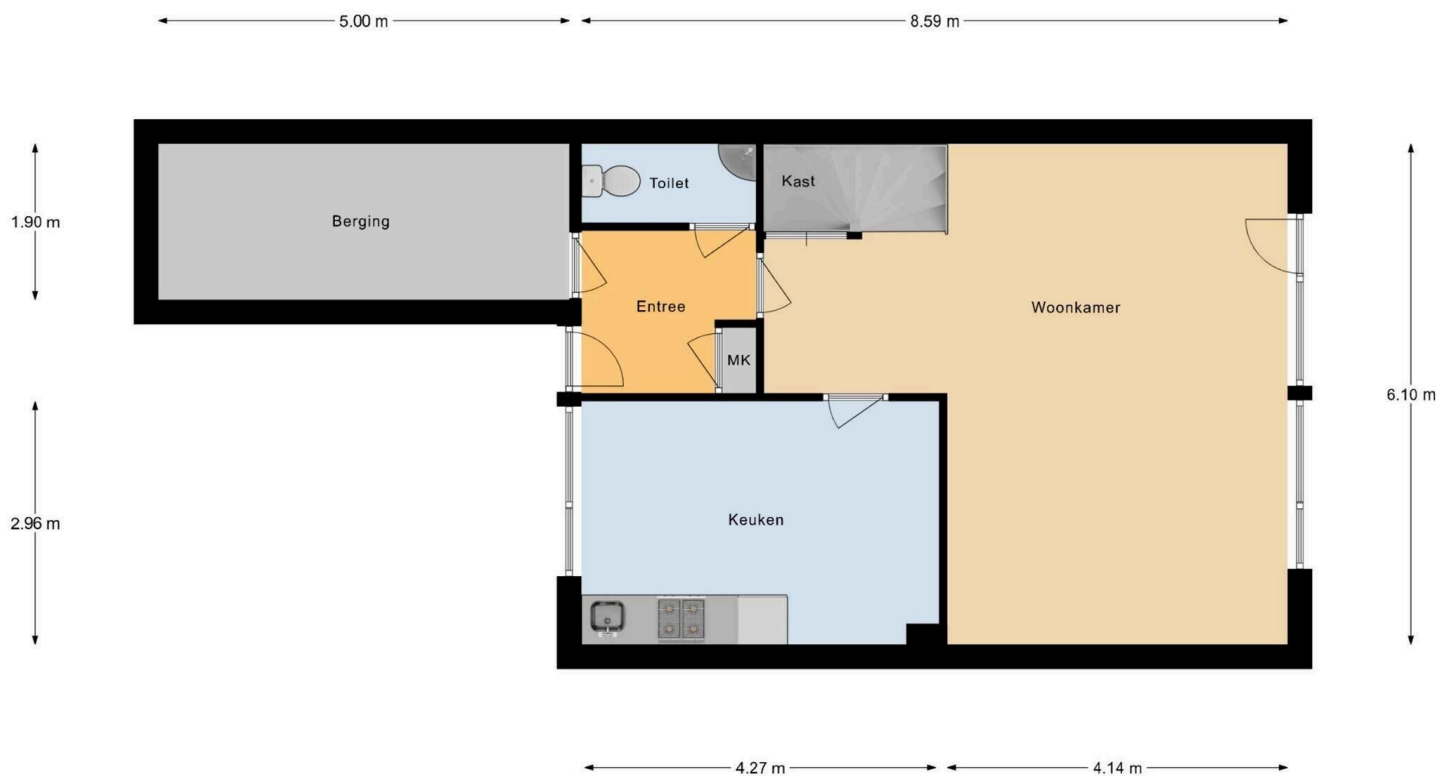 5.00 m
8.59 m
Toilet
Kast
1.90 m
Berging
Entree
Woonkamer
MK
6.10 m
2.96 m
Keuken
4.27 m
4.14 m